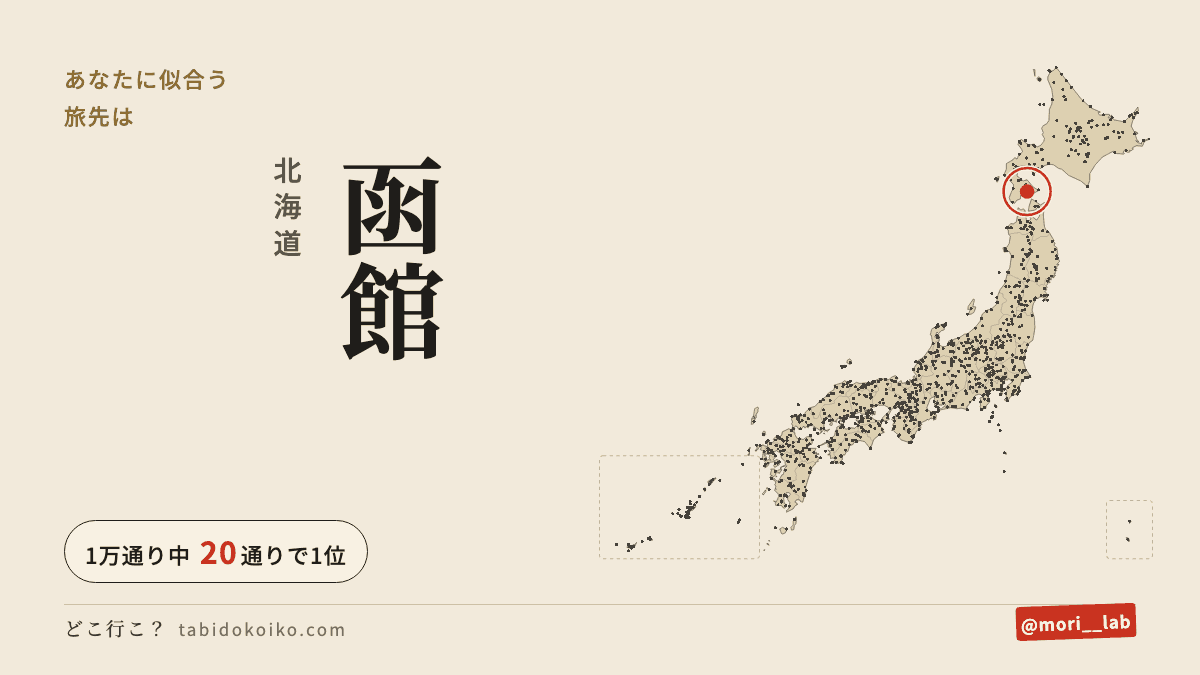 あなたに似合う
旅先は
函館
北海道
1万通り中 20通りで1位
どこ行こ？ tabidokoiko.com
@mori__lab